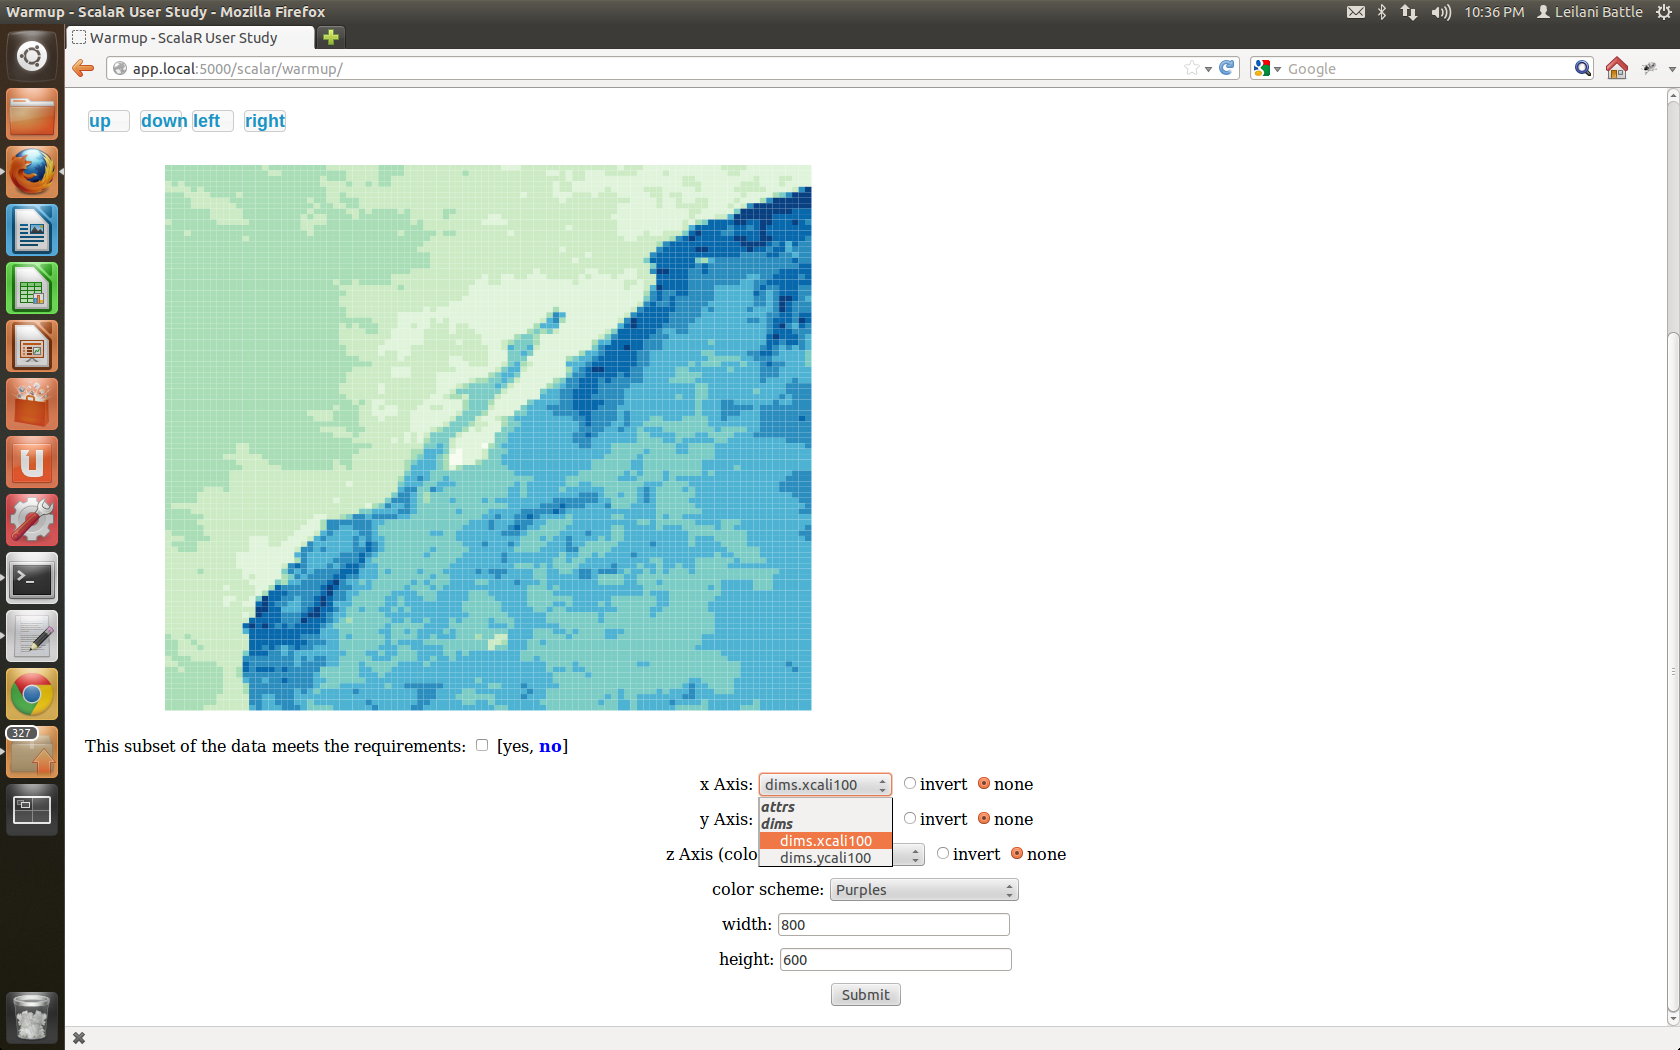 Warmup - ScalaR User Study - Mozilla Firefox
10:36 PM Leilani Battle
Warmup - ScalaR User Study
app.local:5000/scalar/warmup/
Google
up down left right
This subset of the data meets the requirements: [yes, no]
x Axis: dims.xcali100 invert none
attrs
dims
y Axis: invert none
dims.xcali100
dims.ycali100
z Axis (colo invert none
color scheme: Purples
width: 800
height: 600
Submit
327